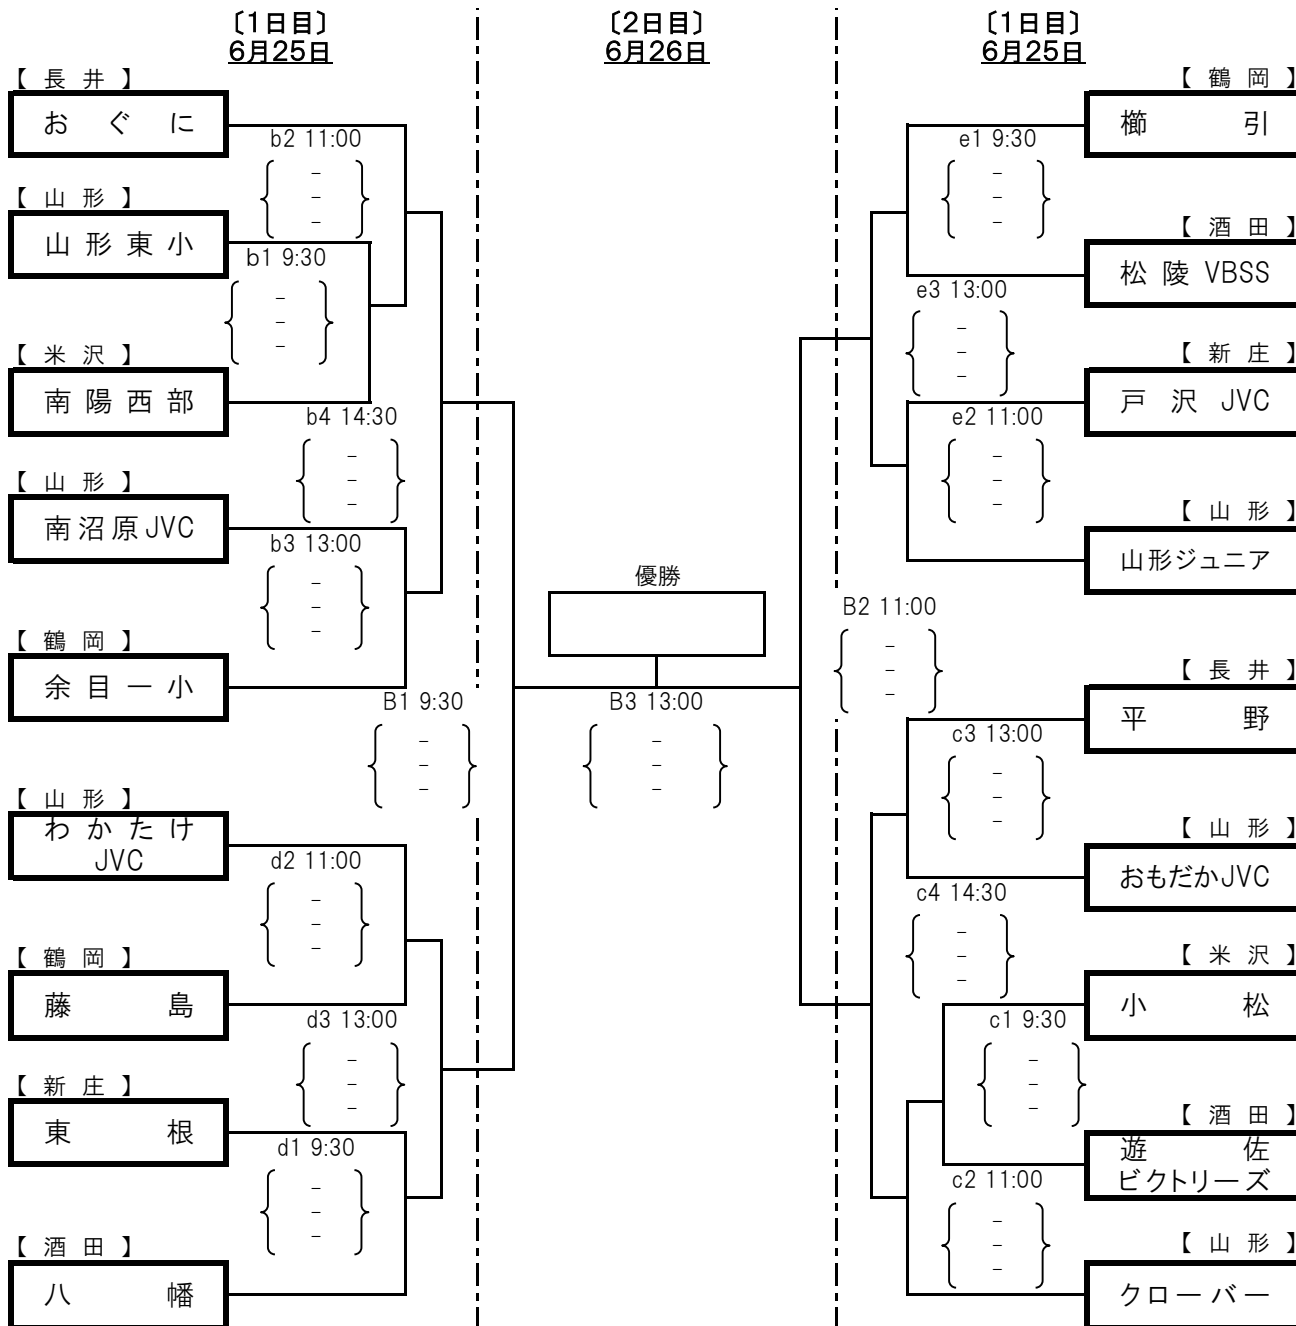 〔1日目〕
6月25日
〔2日目〕
6月26日
〔1日目〕
6月25日
【 長 井 】
お ぐ に
b2 11:00
{ - - - }
【 山 形 】
山 形 東 小
b1 9:30
{ - - - }
【 米 沢 】
南 陽 西 部
b4 14:30
{ - - - }
【 山 形 】
南 沼 原 JVC
b3 13:00
{ - - - }
【 鶴 岡 】
余 目 一 小
B1 9:30
{ - - - }
【 山 形 】
わ か た け
JVC
d2 11:00
{ - - - }
【 鶴 岡 】
藤 島
d3 13:00
{ - - - }
【 新 庄 】
東 根
d1 9:30
{ - - - }
【 酒 田 】
八 幡
優勝
B3 13:00
{ - - - }
【 鶴 岡 】
櫛 引
e1 9:30
{ - - - }
【 酒 田 】
松 陵 VBSS
e3 13:00
{ - - - }
【 新 庄 】
戸 沢 JVC
e2 11:00
{ - - - }
【 山 形 】
山形ジュニア
B2 11:00
{ - - - }
【 長 井 】
平 野
c3 13:00
{ - - - }
【 山 形 】
おもだかJVC
c4 14:30
{ - - - }
【 米 沢 】
小 松
c1 9:30
{ - - - }
【 酒 田 】
遊 佐
ビクトリーズ
c2 11:00
{ - - - }
【 山 形 】
クローバー